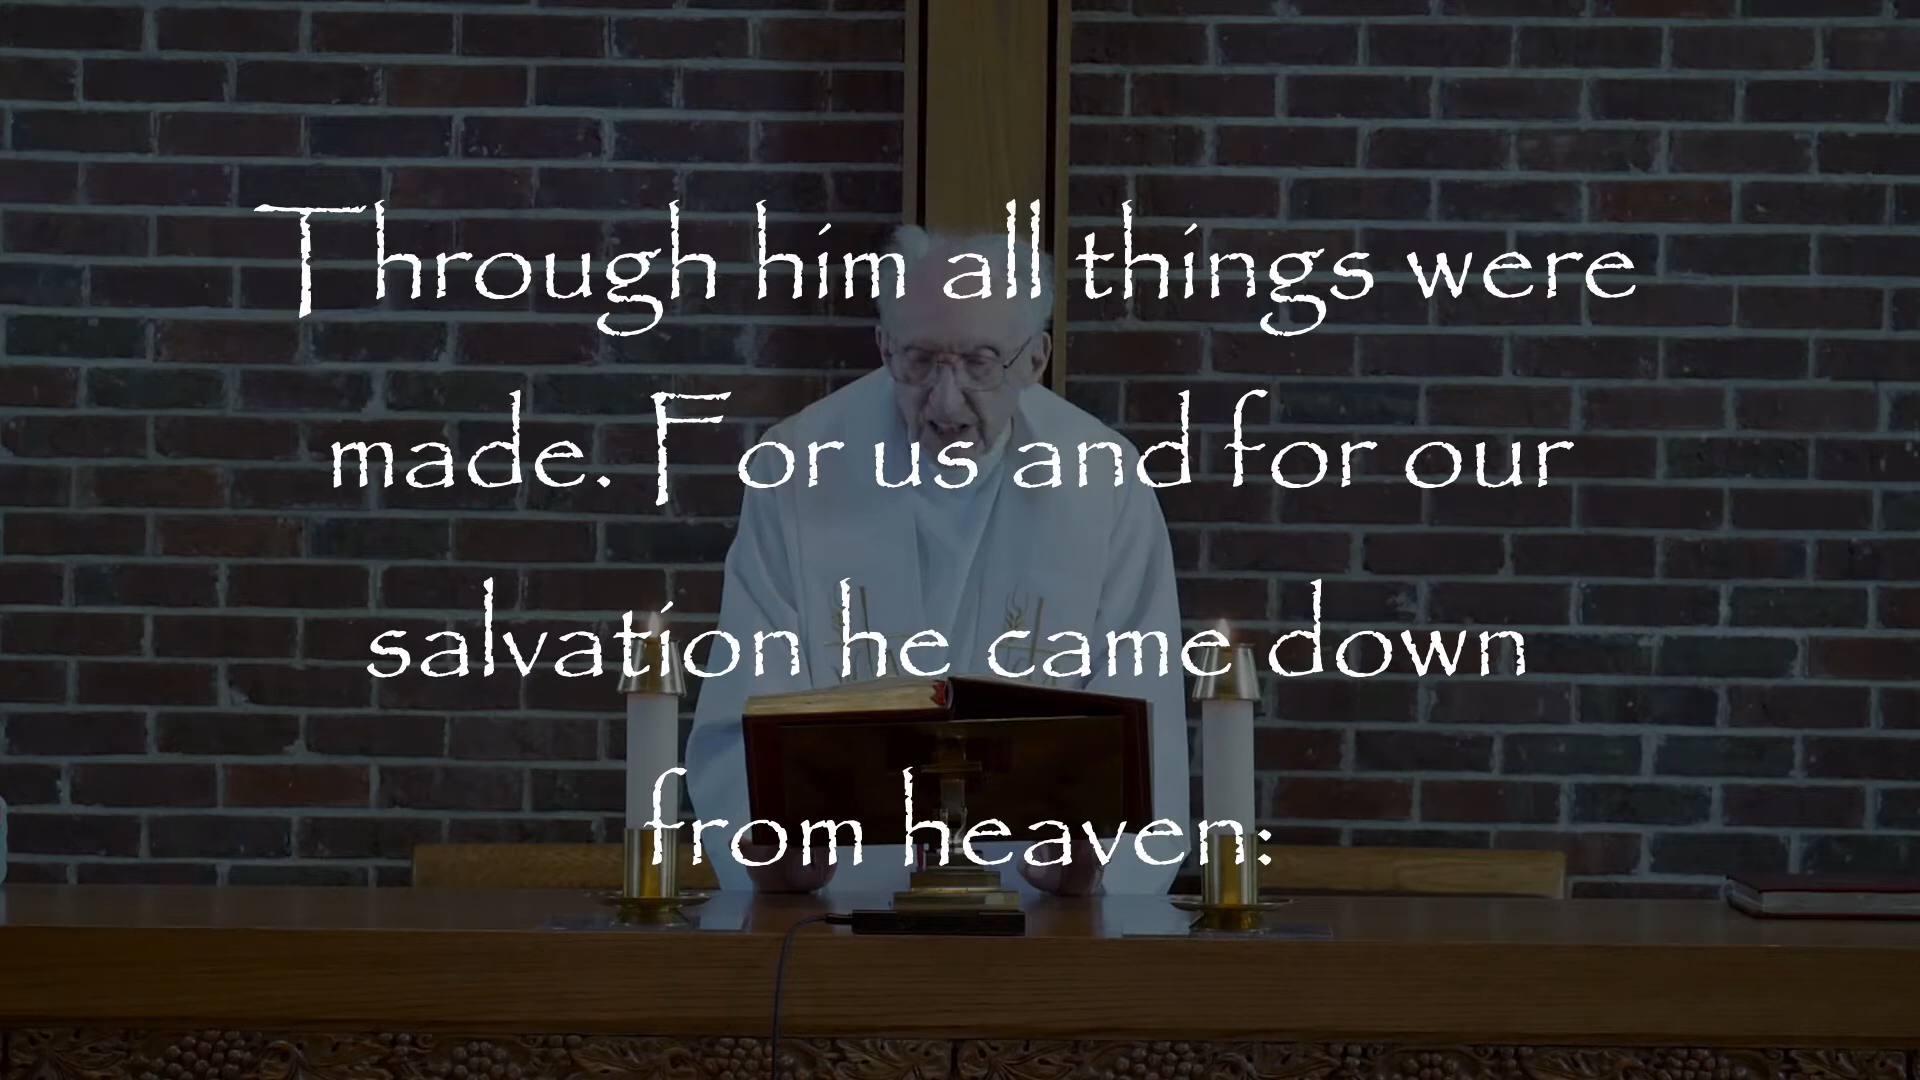 Through him all things were
made. For us and for our
salvation he came down
from heaven: